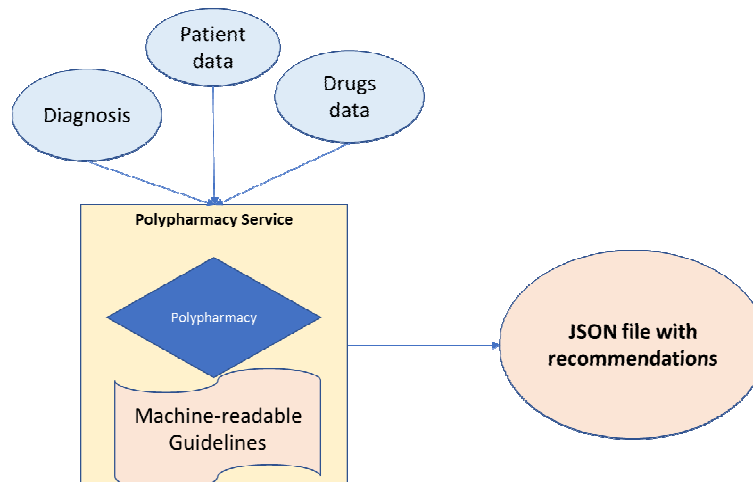 Patient
data
Diagnosis
Drugs
data
Polypharmacy Service
Polypharmacy
Machine-readable
Guidelines
JSON file with
recommendations